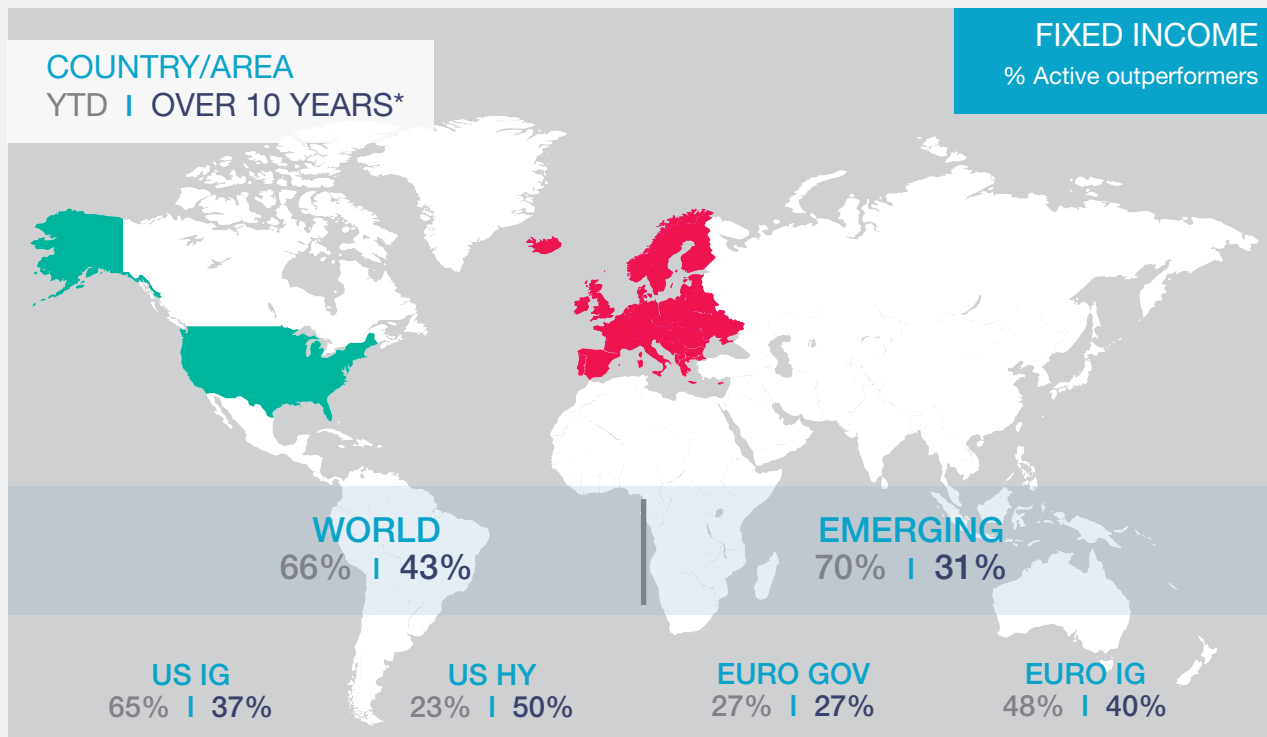 COUNTRY/AREA
YTD I OVER 10 YEARS*
FIXED INCOME
% Active outperformers
WORLD
66% I 43%
EMERGING
70% I 31%
US IG
65% I 37%
US HY
23% I 50%
EURO GOV
27% I 27%
EURO IG
48% I 40%